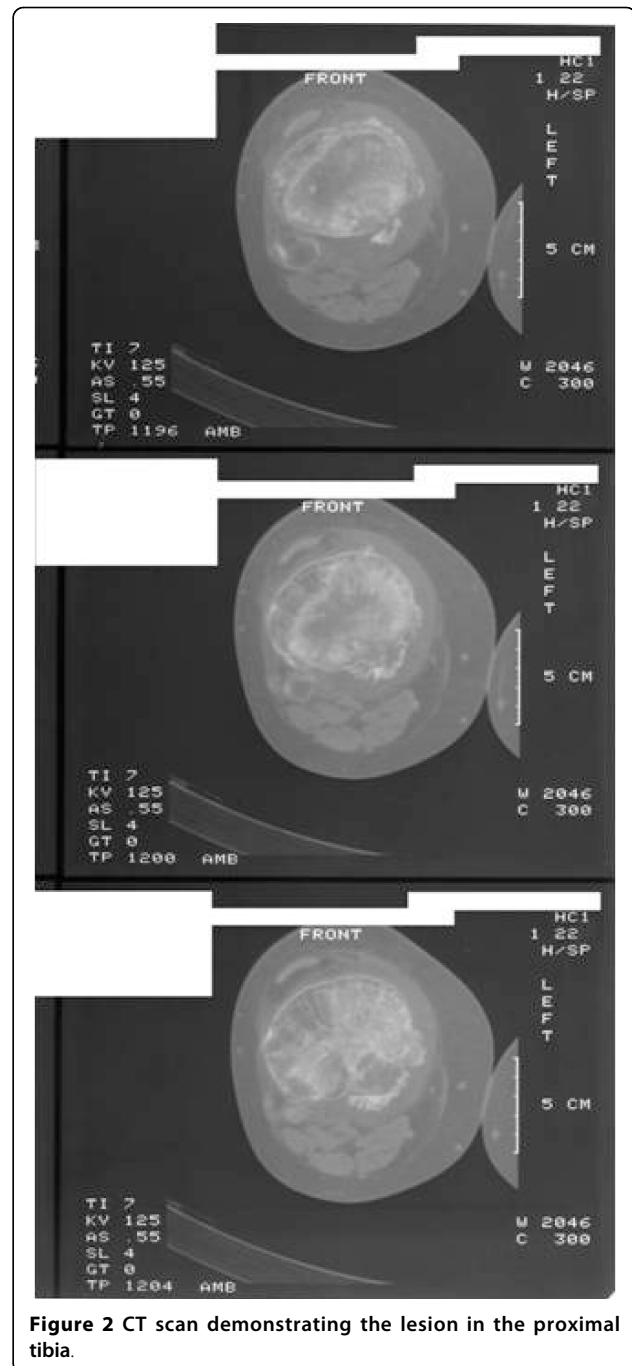 HC1
FRONT
1 22
H/SP
L
E
F
T
5 CM
TI 7
KV 125
AS .55
SL 4
GT 0
TP 1196 AMB
W 2046
C 300
HC1
FRONT
1 22
H/SP
L
E
F
T
5 CM
TI 7
KV 125
AS .55
SL 4
GT 0
TP 1200 AMB
W 2046
C 300
HC1
FRONT
1 22
H/SP
L
E
F
T
5 CM
TI 7
KV 125
AS .55
SL 4
GT 0
TP 1204 AMB
W 2046
C 300
Figure 2 CT scan demonstrating the lesion in the proximal
tibia.